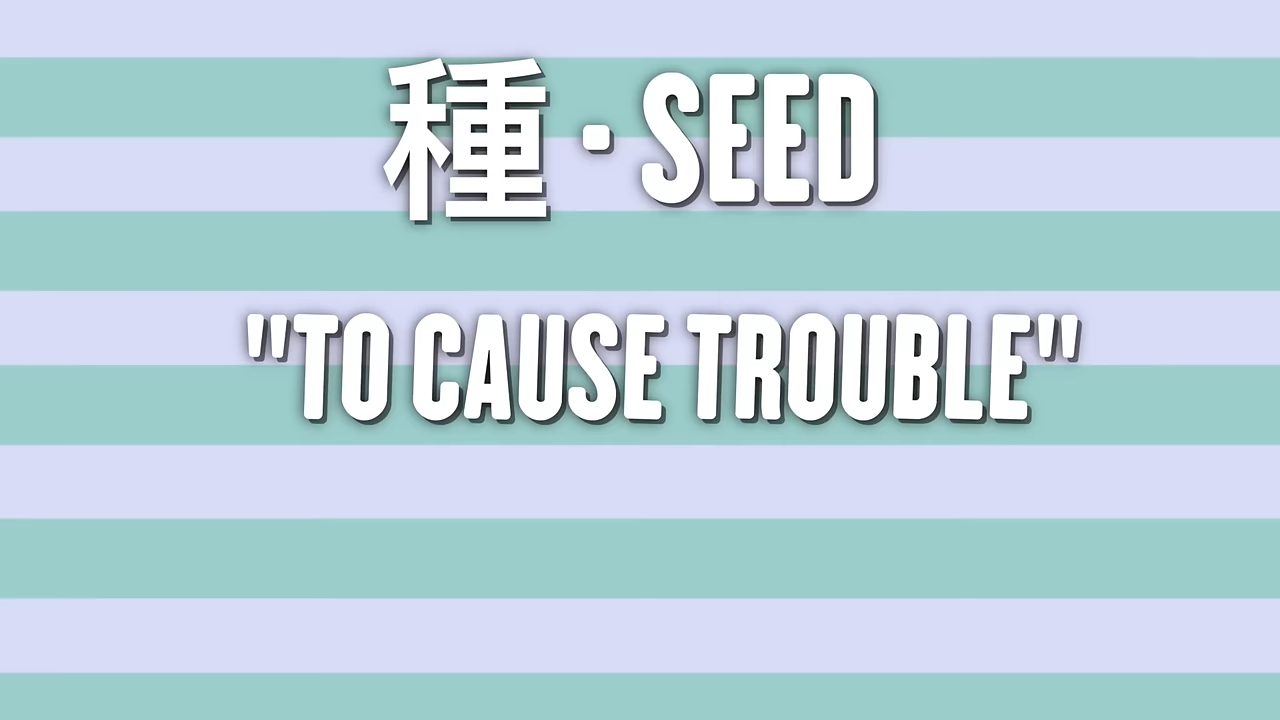 種 · SEED
"TO CAUSE TROUBLE"